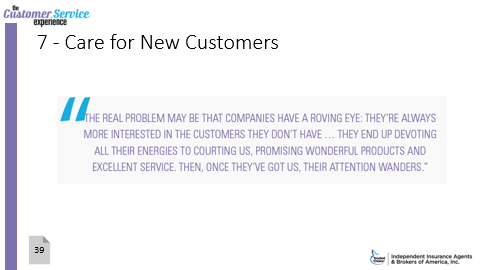 the
Customer Service
experience
7 - Care for New Customers
“THE REAL PROBLEM MAY BE THAT COMPANIES HAVE A ROVING EYE: THEY’RE ALWAYS
MORE INTERESTED IN THE CUSTOMERS THEY DON’T HAVE … THEY END UP DEVOTING
ALL THEIR ENERGIES TO COURTING US, PROMISING WONDERFUL PRODUCTS AND
EXCELLENT SERVICE. THEN, ONCE THEY’VE GOT US, THEIR ATTENTION WANDERS.”
39
Independent Insurance Agents
& Brokers of America, Inc.